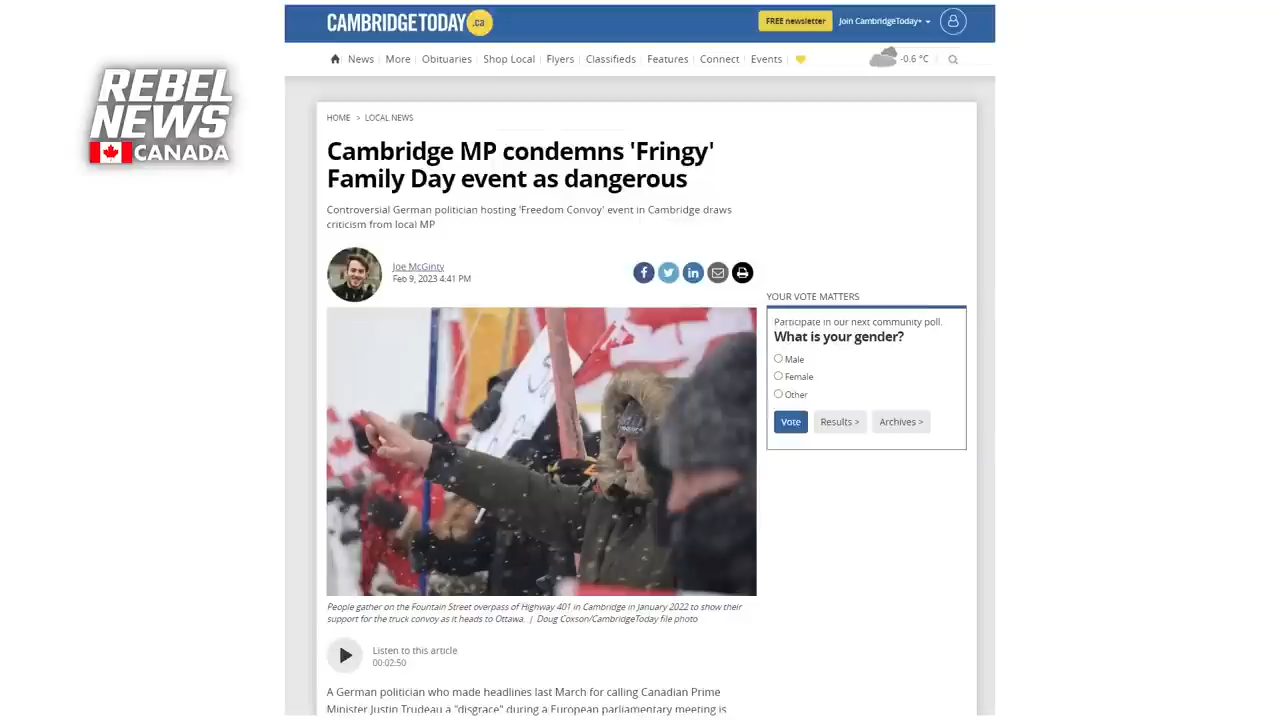 CAMBRIDGETODAY.ca
FREE newsletter
Join CambridgeToday+
REBEL
NEWS
CANADA
News
More
Obituaries
Shop Local
Flyers
Classifieds
Features
Connect
Events
-0.6 °C
HOME > LOCAL NEWS
Cambridge MP condemns 'Fringy'
Family Day event as dangerous
Controversial German politician hosting 'Freedom Convoy' event in Cambridge draws
criticism from local MP
Joe McGinty
Feb 9, 2023 4:41 PM
YOUR VOTE MATTERS
Participate in our next community poll.
What is your gender?
Male
Female
Other
Vote
Results >
Archives >
People gather on the Fountain Street overpass of Highway 401 in Cambridge in January 2022 to show their
support for the truck convoy as it heads to Ottawa. | Doug Coxson/CambridgeToday file photo
Listen to this article
00:02:50
A German politician who made headlines last March for calling Canadian Prime
Minister Justin Trudeau a "disgrace" during a European parliamentary meeting is